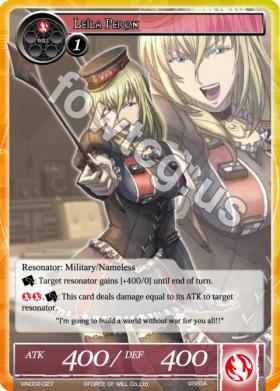 Leila Peron
WILL
1
fowtcg.us
Resonator: Military/Nameless
: Target resonator gains [+400/0] until end of turn.
: This card deals damage equal to its ATK to target
resonator.
"I'm going to build a world without war for you all!!"
ATK 400/ DEF 400
VIN002-027 ©FORCE OF WILL Co.,Ltd. ©SEGA